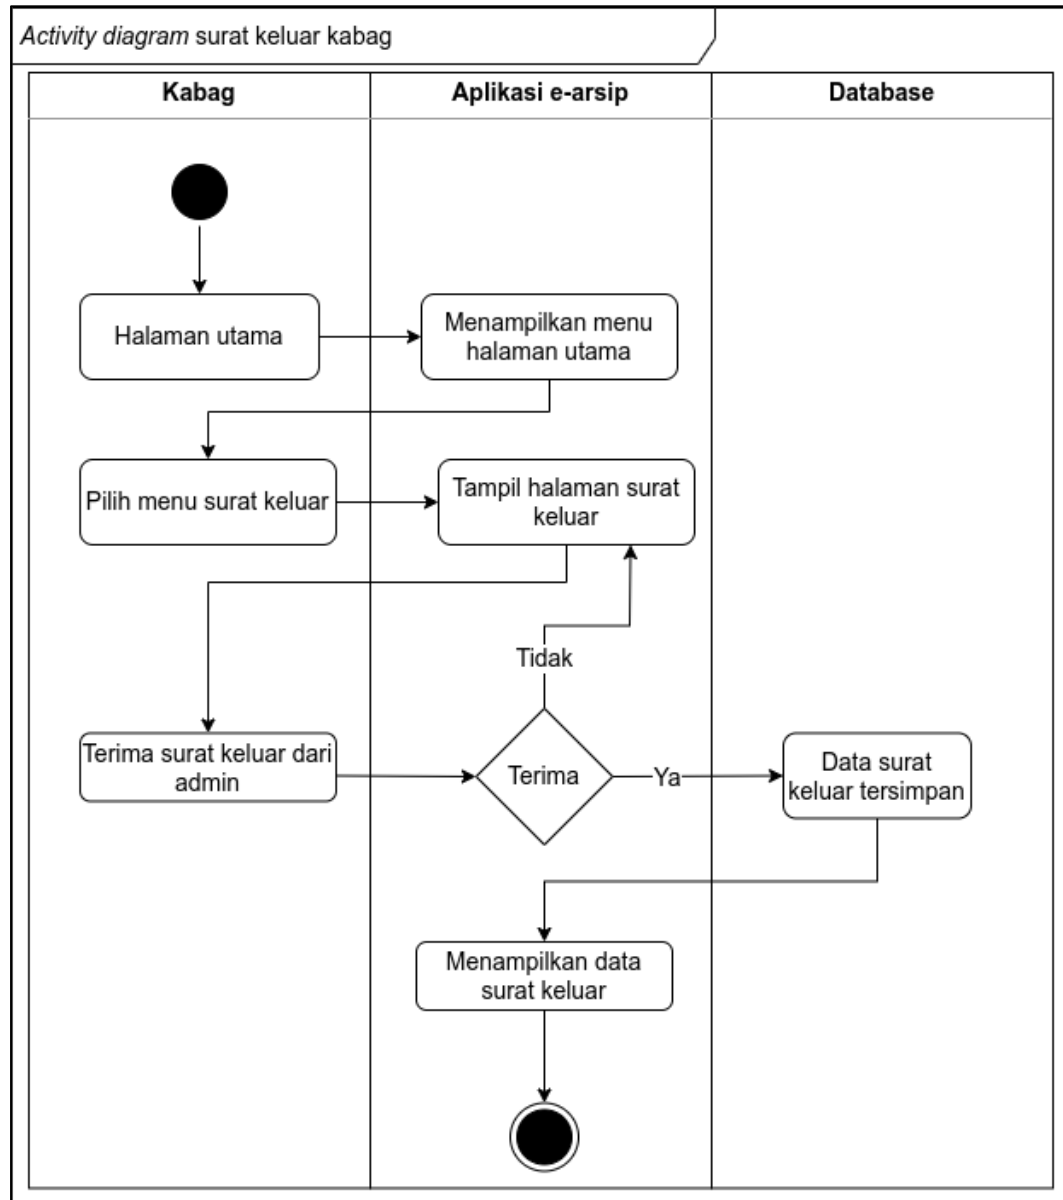 Activity diagram surat keluar kabag
Kabag
Aplikasi e-arsip
Database
Halaman utama
Menampilkan menu
halaman utama
Pilih menu surat keluar
Tampil halaman surat
keluar
Tidak
Terima surat keluar dari
admin
Terima
Ya
Data surat
keluar tersimpan
Menampilkan data
surat keluar